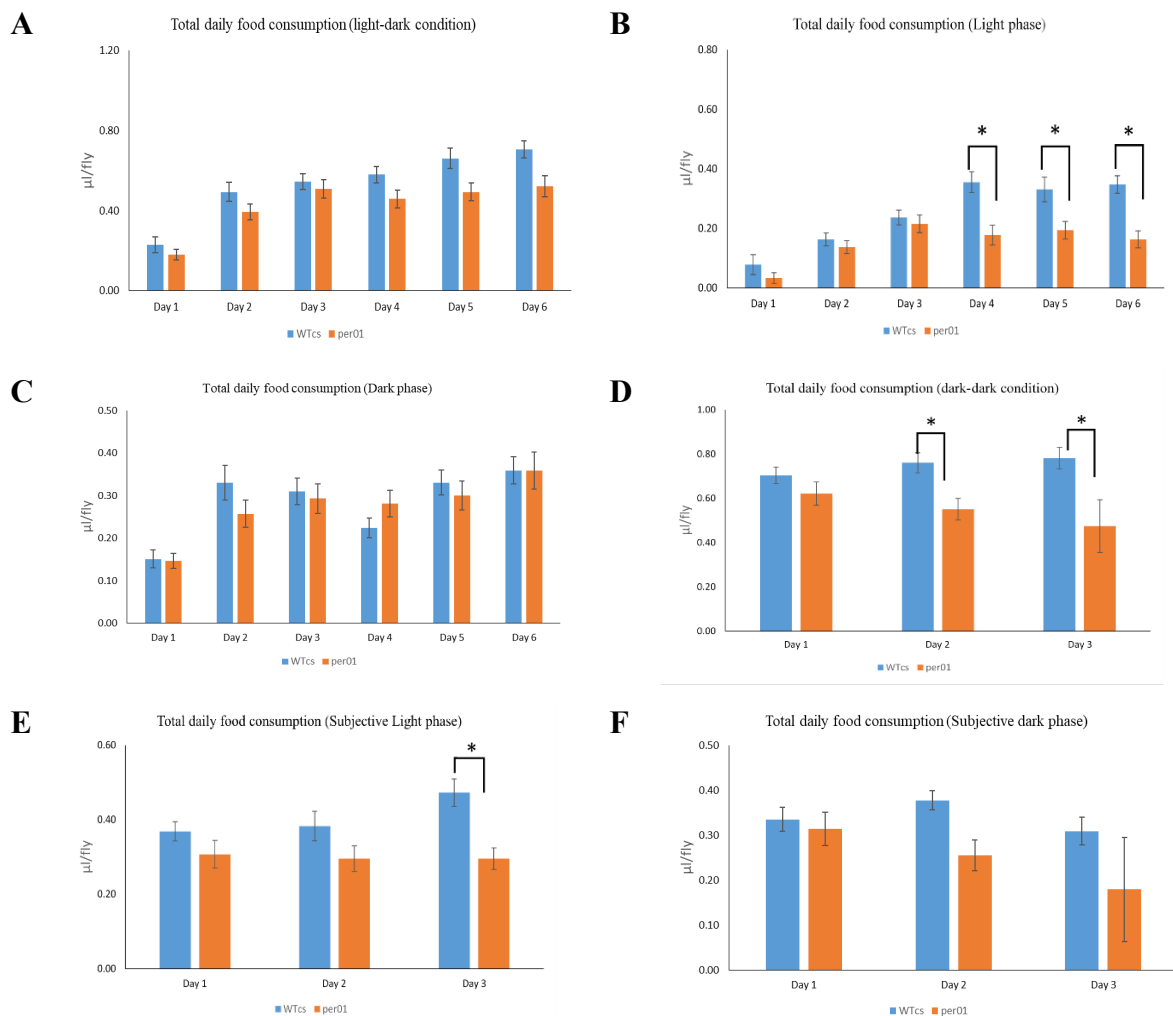 A
Total daily food consumption (light-dark condition)
1.20
0.80
0.40
0.00
μl/fly
Day 1 Day 2 Day 3 Day 4 Day 5 Day 6
WTcs per01
B
Total daily food consumption (Light phase)
0.80
0.60
0.40
0.20
0.00
μl/fly
* * *
Day 1 Day 2 Day 3 Day 4 Day 5 Day 6
WTcs per01
C
Total daily food consumption (Dark phase)
0.50
0.40
0.30
0.20
0.10
0.00
μl/fly
Day 1 Day 2 Day 3 Day 4 Day 5 Day 6
WTcs per01
D
Total daily food consumption (dark-dark condition)
1.00
0.80
0.60
0.40
0.20
0.00
μl/fly
* *
Day 1 Day 2 Day 3
WTcs per01
E
Total daily food consumption (Subjective Light phase)
0.60
0.40
0.20
0.00
μl/fly
*
Day 1 Day 2 Day 3
WTcs per01
F
Total daily food consumption (Subjective dark phase)
0.50
0.40
0.30
0.20
0.10
0.00
μl/fly
Day 1 Day 2 Day 3
WTcs per01